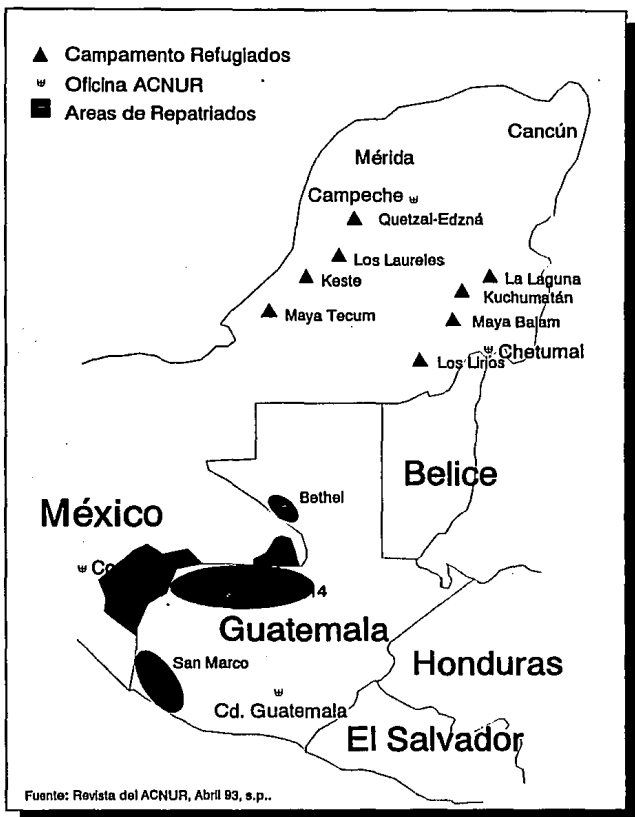 Campamento Refugiados
Oficina ACNUR
Areas de Repatriados
Cancún
Mérida
Campeche
Quetzal-Edzná
Los Laureles
La Laguna
Keste
Kuchumatán
Maya Tecum
Maya Balam
Chetumal
Los Lirios
Belice
Bethel
México
Guatemala
San Marco
Honduras
Cd. Guatemala
El Salvador
Fuente: Revista del ACNUR, Abril 93, s.p..